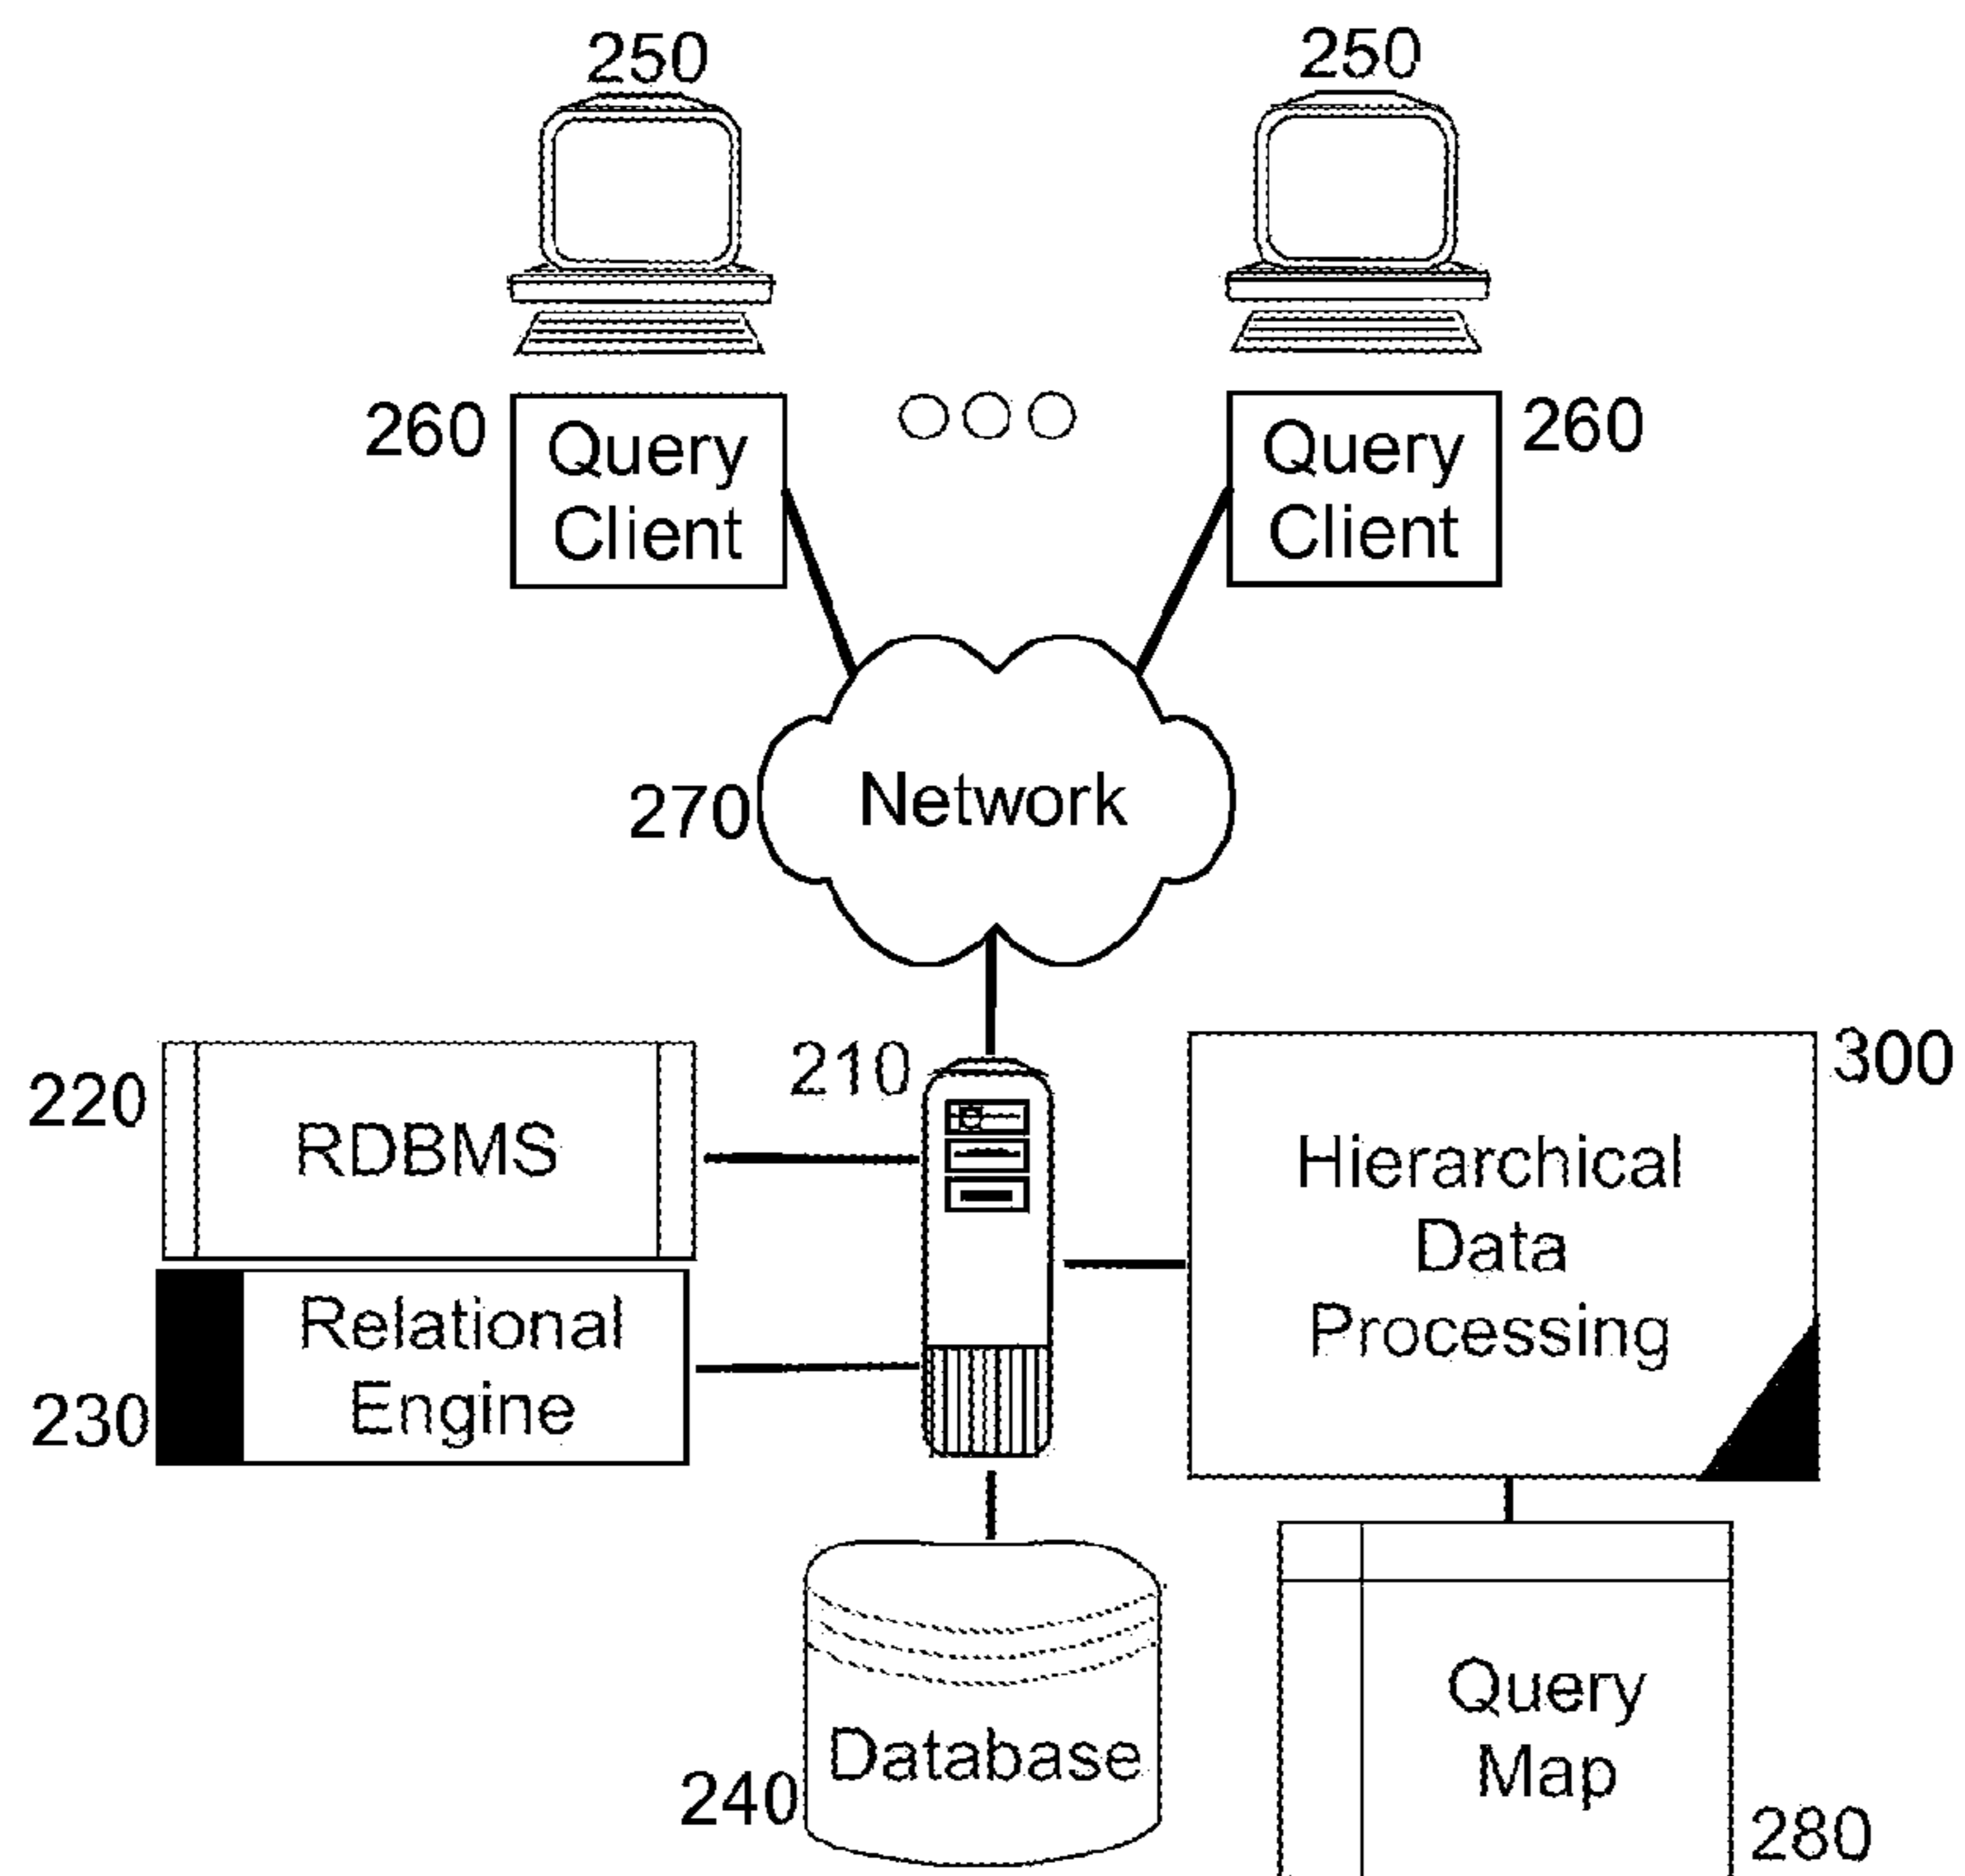 250
250
260
Query
Client
Query
Client
260
270
Network
210
300
220
RDBMS
Hierarchical
Data
Processing
Relational
Engine
230
Query
Map
Database
240
280